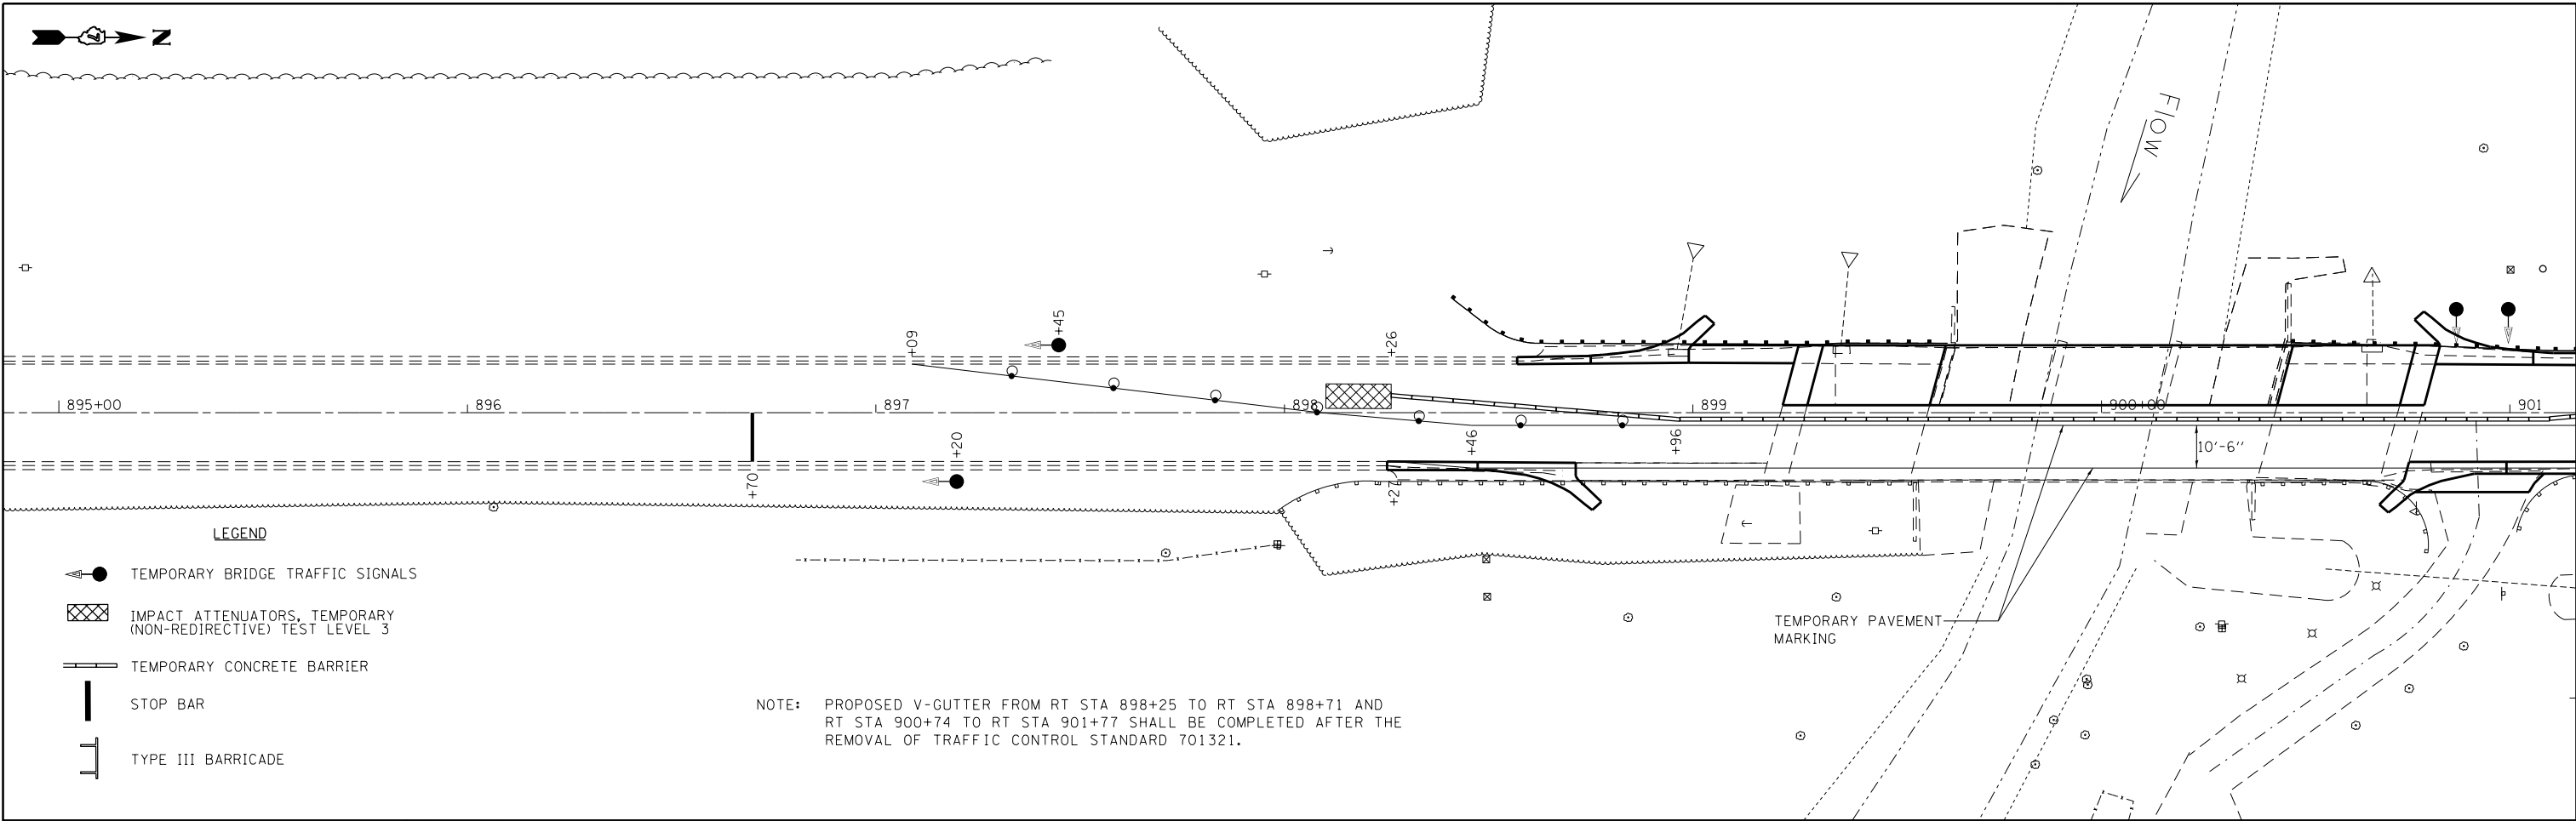 N
Flow
+09
+45
+26
895+00
896
897
898
899
900+00
901
+70
+20
+46
+96
10'-6"
+27
LEGEND
TEMPORARY BRIDGE TRAFFIC SIGNALS
IMPACT ATTENUATORS, TEMPORARY
(NON-REDIRECTIVE) TEST LEVEL 3
TEMPORARY CONCRETE BARRIER
STOP BAR
TYPE III BARRICADE
TEMPORARY PAVEMENT
MARKING
NOTE: PROPOSED V-GUTTER FROM RT STA 898+25 TO RT STA 898+71 AND
RT STA 900+74 TO RT STA 901+77 SHALL BE COMPLETED AFTER THE
REMOVAL OF TRAFFIC CONTROL STANDARD 701321.